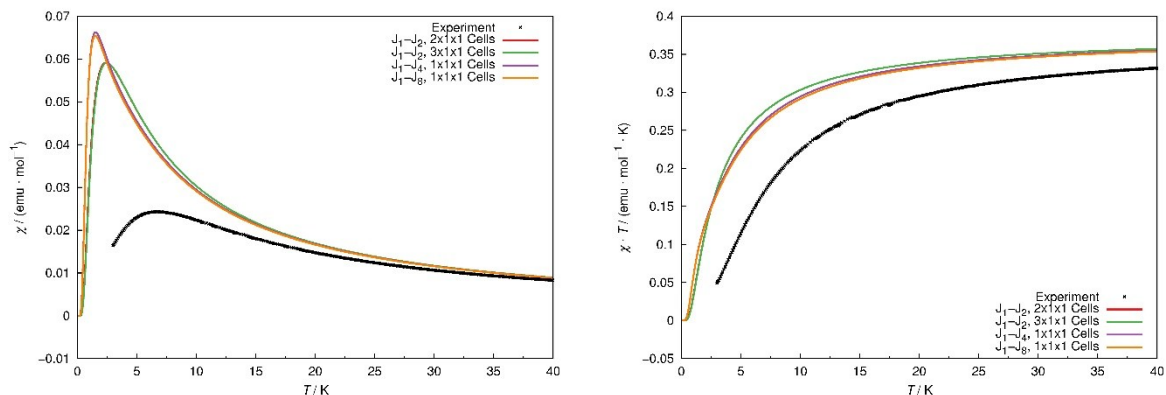 0.07
0.06
0.05
0.04
0.03
0.02
0.01
0
−0.01
χ / (emu · mol⁻¹)
0 5 10 15 20 25 30 35 40
T / K
Experiment
J₁−J₂, 2x1x1 Cells
J₁−J₂, 3x1x1 Cells
J₁−J₄, 1x1x1 Cells
J₁−J₈, 1x1x1 Cells
0.4
0.35
0.3
0.25
0.2
0.15
0.1
0.05
0
−0.05
χ · T / (emu · mol⁻¹ · K)
0 5 10 15 20 25 30 35 40
T / K
Experiment
J₁−J₂, 2x1x1 Cells
J₁−J₂, 3x1x1 Cells
J₁−J₄, 1x1x1 Cells
J₁−J₈, 1x1x1 Cells